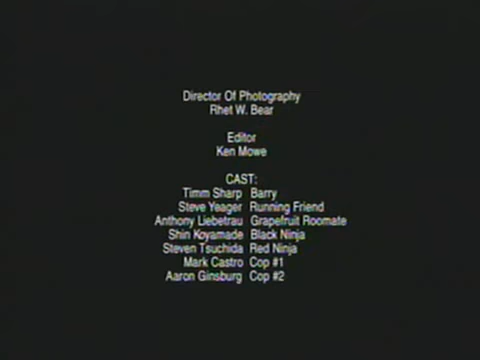 Director Of Photography
Rhet W. Bear
Editor
Ken Mowe
CAST:
Timm Sharp Barry
Steve Yeager Running Friend
Anthony Liebetrau Grapefruit Roomate
Shin Koyamade Black Ninja
Steven Tsuchida Red Ninja
Mark Castro Cop #1
Aaron Ginsburg Cop #2